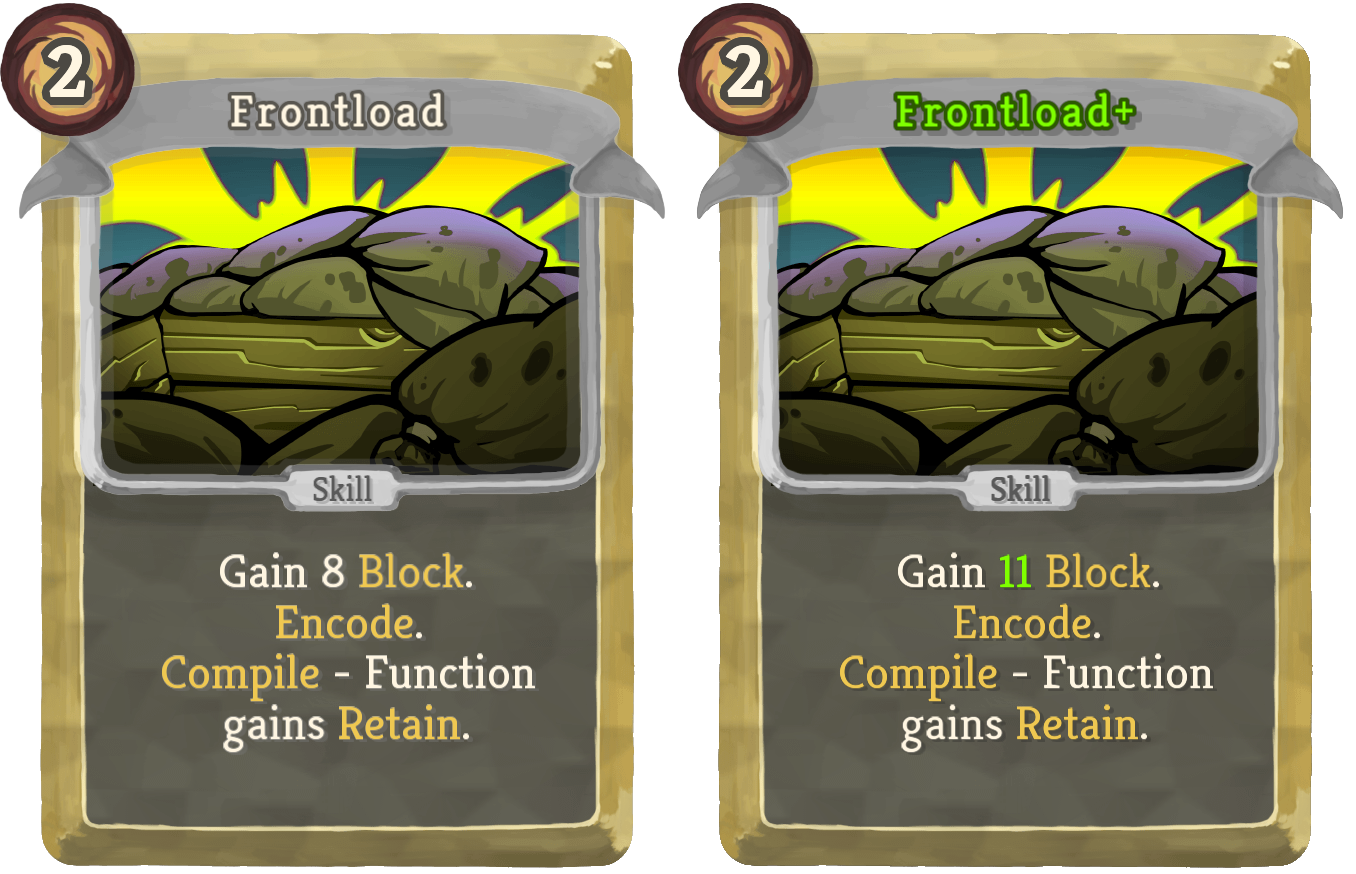 2
Frontload
Skill
Gain 8 Block.
Encode.
Compile - Function
gains Retain.
2
Frontload+
Skill
Gain 11 Block.
Encode.
Compile - Function
gains Retain.